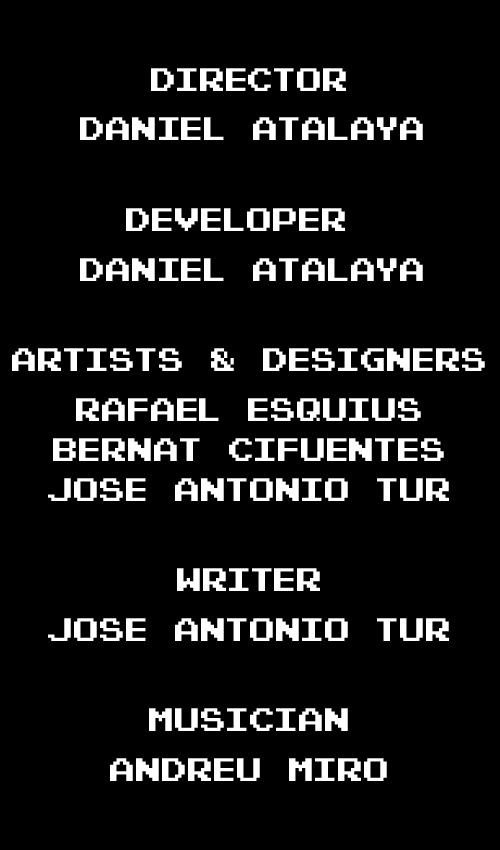 DIRECTOR
DANIEL ATALAYA
DEVELOPER
DANIEL ATALAYA
ARTISTS & DESIGNERS
RAFAEL ESQUIUS
BERNAT CIFUENTES
JOSE ANTONIO TUR
WRITER
JOSE ANTONIO TUR
MUSICIAN
ANDREU MIRO